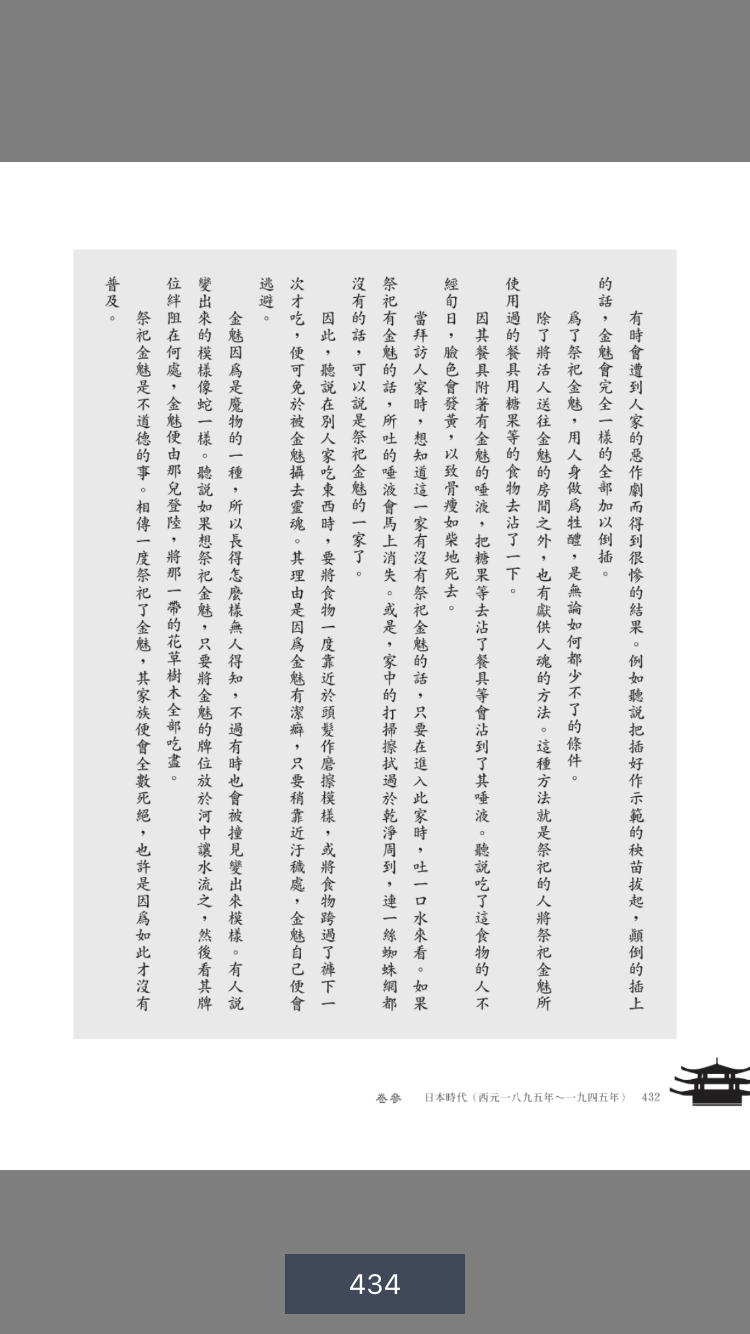 有時會遭到人家的惡作劇而得到很慘的結果。例如聽說把插好作示範的秧苗拔起，顛倒的插上
的話，金魅會完全一樣的全部加以倒插。
為了祭祀金魅，用人身做為牲醴，是無論如何都少不了的條件。
除了將活人送往金魅的房間之外，也有獻供人魂的方法。這種方法就是祭祀的人將祭祀金魅所
使用過的餐具用糖果等的食物去沾了一下。
因其餐具附著有金魅的唾液，把糖果等去沾了餐具等會沾到了其唾液。聽說吃了這食物的人不
經旬日，臉色會發黃，以致骨瘦如柴地死去。
當拜訪人家時，想知道這一家有沒有祭祀金魅的話，只要在進入此家時，吐一口水來看。如果
祭祀有金魅的話，所吐的唾液會馬上消失。或是，家中的打掃擦拭過於乾淨周到，連一絲蜘蛛網都
沒有的話，可以說是祭祀金魅的一家了。
因此，聽說在別人家吃東西時，要將食物一度靠近於頭髮作磨擦模樣，或將食物跨過了褲下一
次才吃，便可免於被金魅攝去靈魂。其理由是因為金魅有潔癖，只要稍靠近汙穢處，金魅自己便會
逃避。
金魅因為是魔物的一種，所以長得怎麼樣無人得知，不過有時也會被撞見變出來模樣。有人說
變出來的模樣像蛇一樣。聽說如果想祭祀金魅，只要將金魅的牌位放於河中讓水流之，然後看其牌
位絆阻在何處，金魅便由那兒登陸，將那一帶的花草樹木全部吃盡。
祭祀金魅是不道德的事。相傳一度祭祀了金魅，其家族便會全數死絕，也許是因為如此才沒有
普及。
卷參 日本時代（西元一八九五年～一九四五年） 432
434